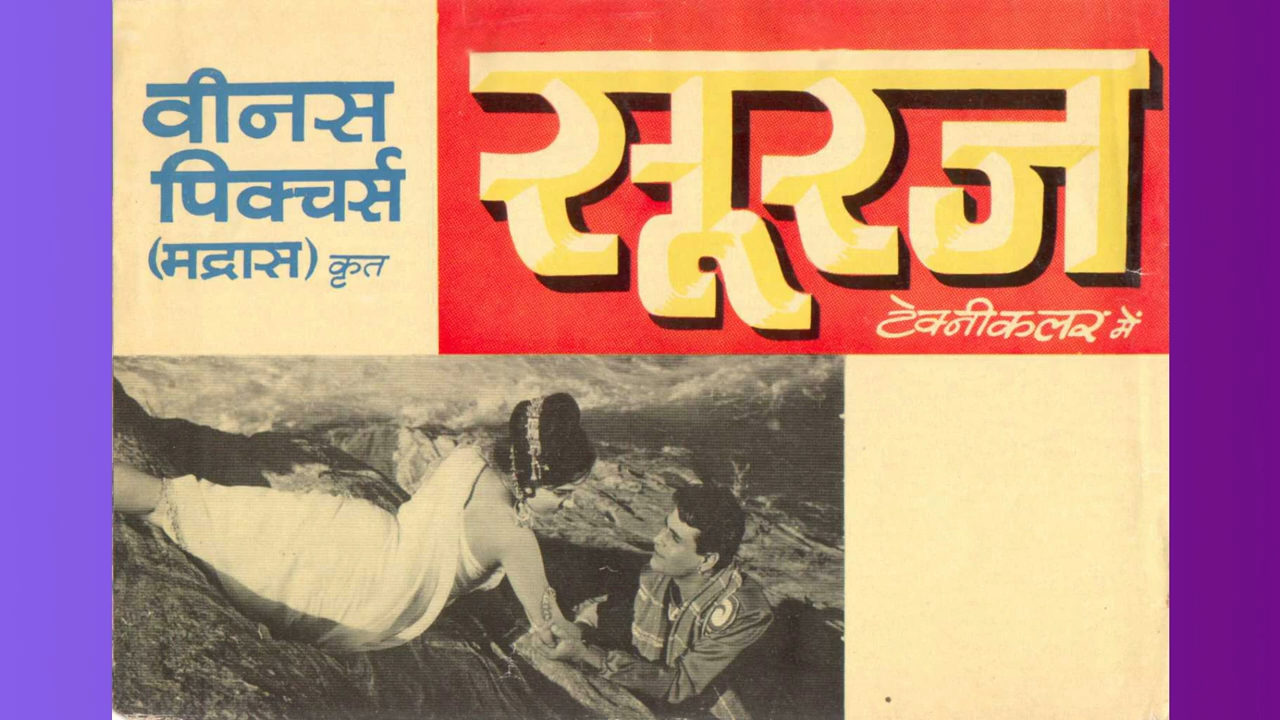 वीनस
पिक्चर्स
(मद्रास) कृत
सूरज
टेक्नीकलर में